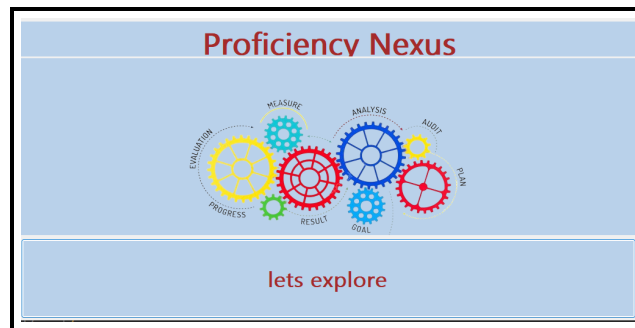 Proficiency Nexus
MEASURE
ANALYSIS
AUDIT
EVALUATION
PLAN
PROGRESS
RESULT
GOAL
lets explore